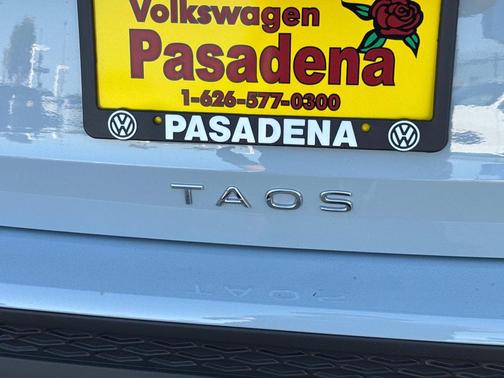 Volkswagen
Pasadena
1-626-577-0300
PASADENA
TAOS